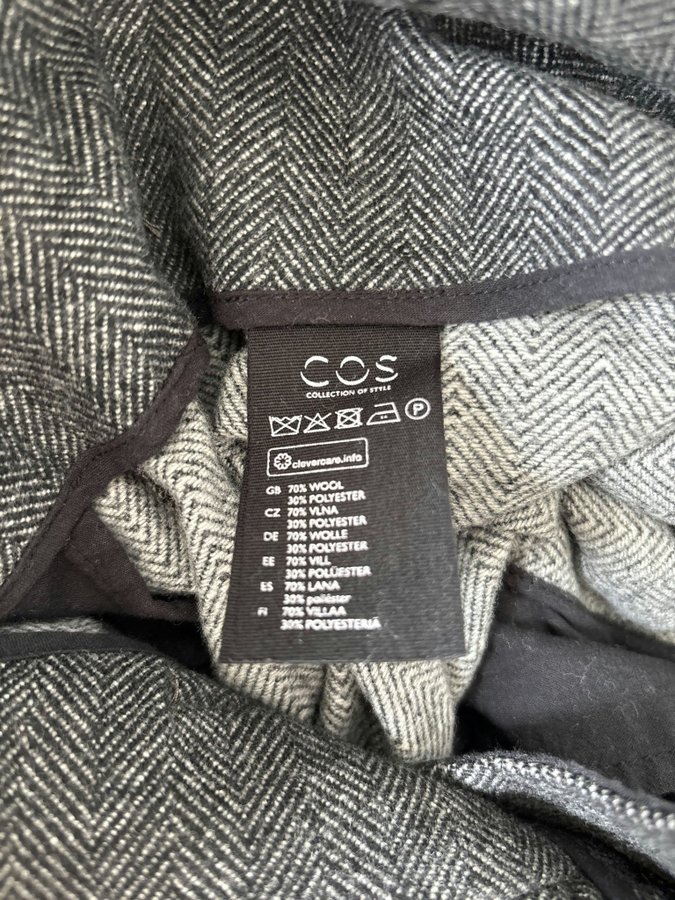 COS
COLLECTION OF STYLE
P
clevercare.info
GB 70% WOOL
30% POLYESTER
CZ 70% VLNA
30% POLYESTER
DE 70% WOLLE
30% POLYESTER
EE 70% VILL
30% POLÜESTER
ES 70% LANA
30% poliéster
FI 70% VILLAA
30% POLYESTERIA